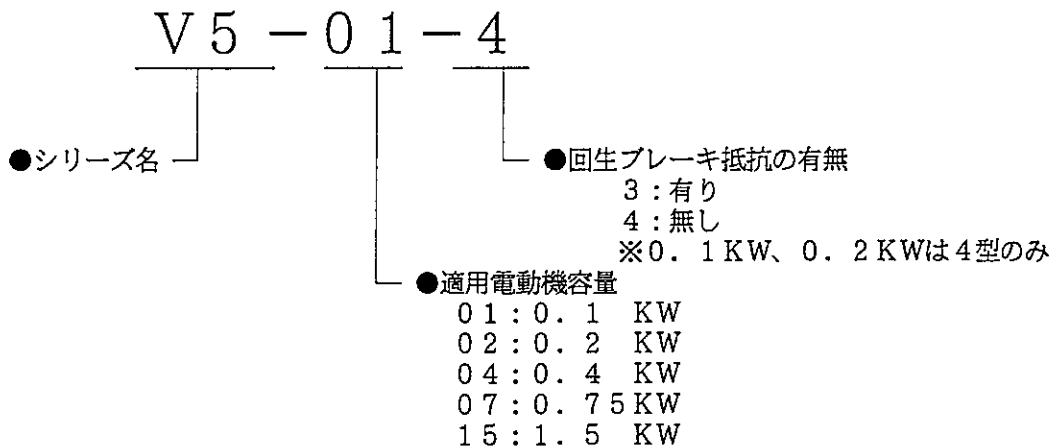 V5-01-4
●シリーズ名
●回生ブレーキ抵抗の有無
3:有り
4:無し
※0.1KW、0.2KWは4型のみ
●適用電動機容量
01:0.1 KW
02:0.2 KW
04:0.4 KW
07:0.75KW
15:1.5 KW